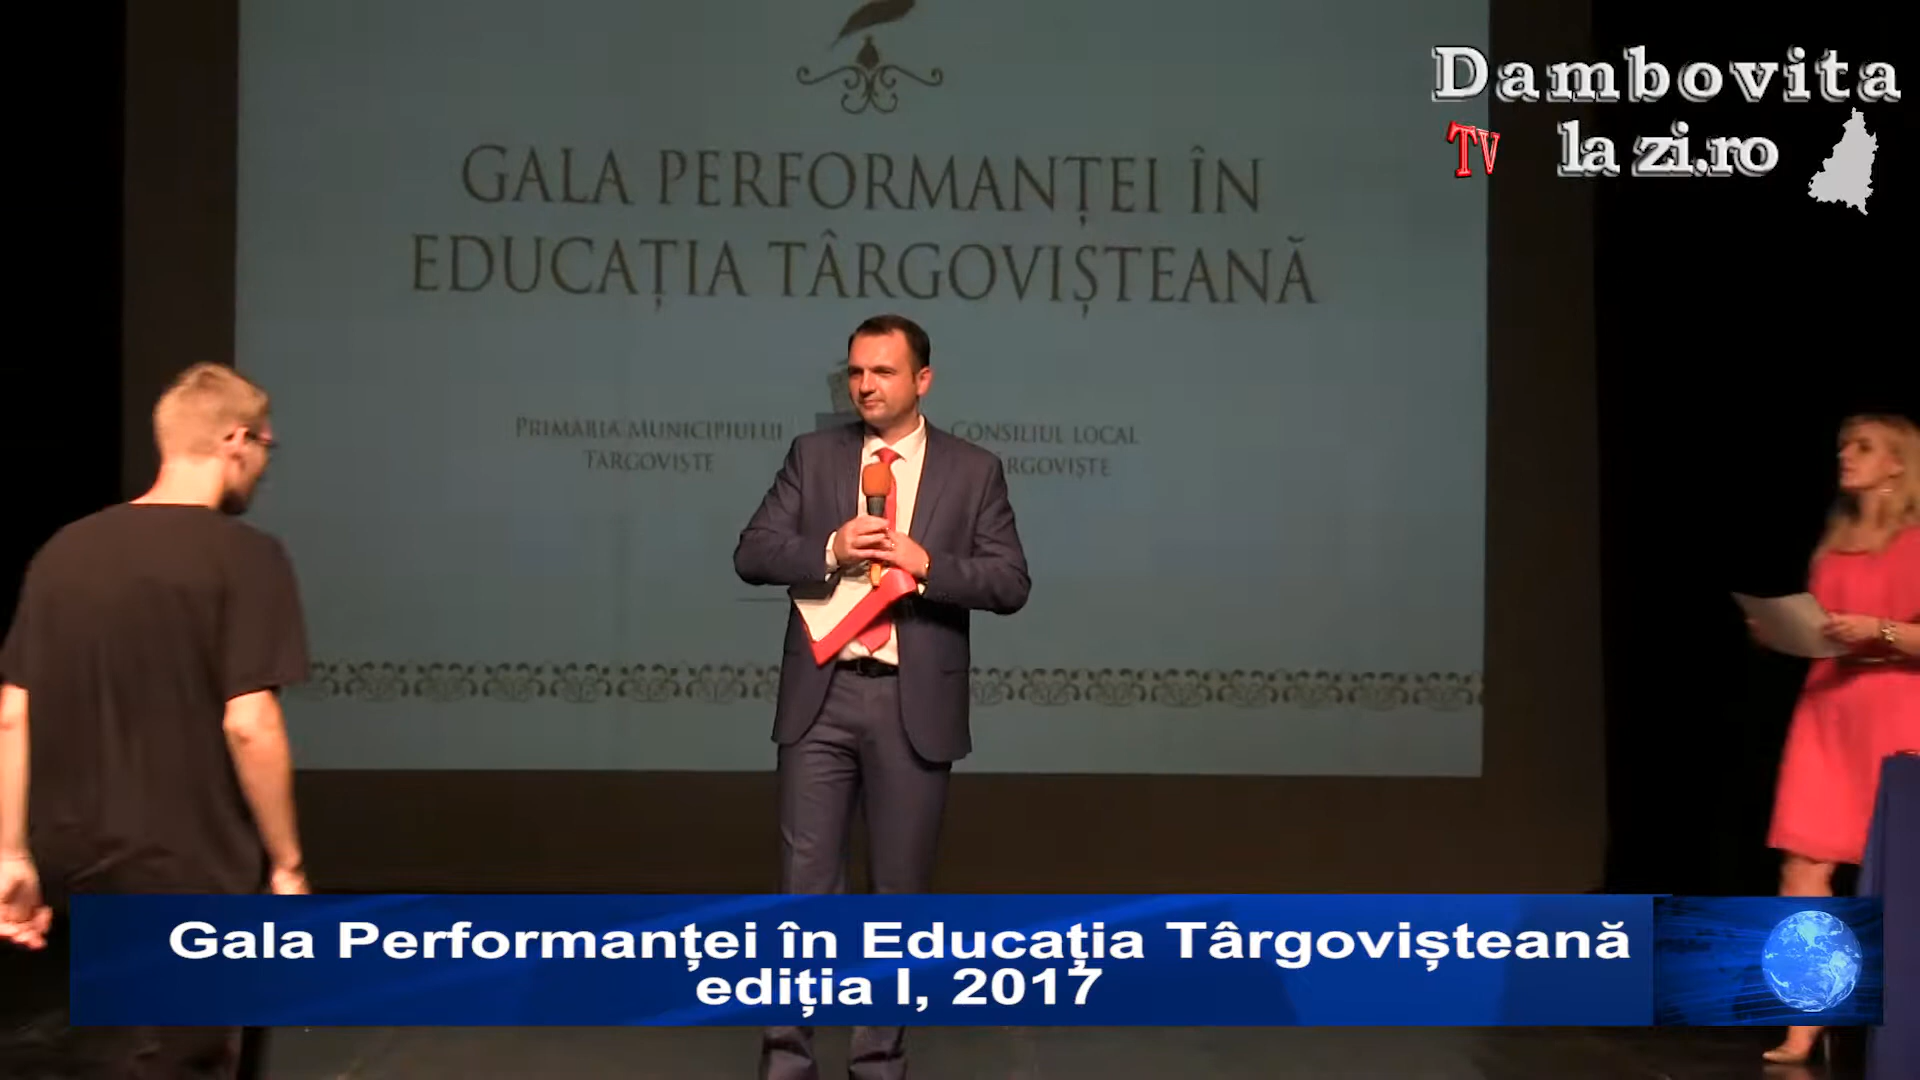 Dambovita
TV la zi.ro
GALA PERFORMANȚEI ÎN
EDUCAȚIA TÂRGOVIȘTEANĂ
PRIMĂRIA MUNICIPIULUI
TÂRGOVIȘTE
CONSILIUL LOCAL
RGOVIȘTE
Gala Performanței în Educația Târgovișteană
ediția I, 2017